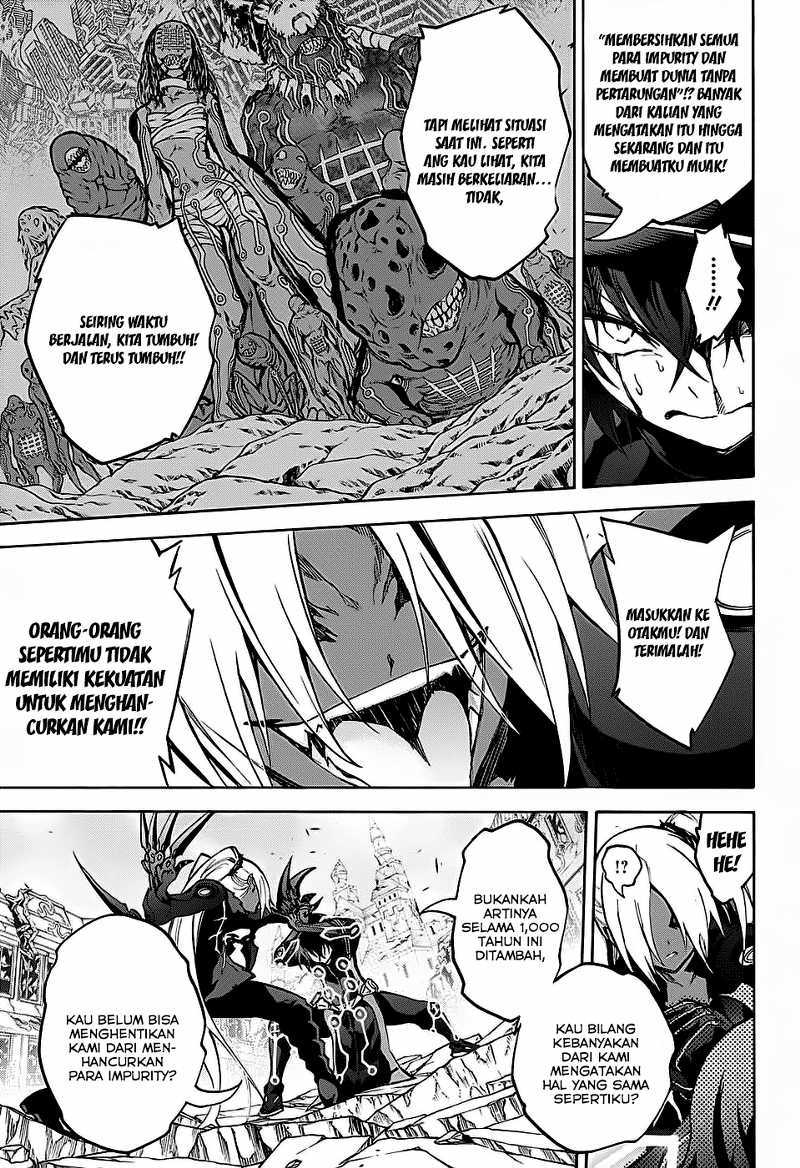 "MEMBERSIHKAN SEMUA
PARA IMPURITY DAN
MEMBUAT DUNIA TANPA
PERTARUNGAN"!? BANYAK
DARI KALIAN YANG
MENGATAKAN ITU HINGGA
SEKARANG DAN ITU
MEMBUATKU MUAK!
......!!
TAPI MELIHAT SITUASI
SAAT INI. SEPERTI
ANG KAU LIHAT, KITA
MASIH BERKELIARAN...
TIDAK,
SEIRING WAKTU
BERJALAN, KITA TUMBUH!
DAN TERUS TUMBUH!!
MASUKKAN KE
OTAKMU! DAN
TERIMALAH!
ORANG-ORANG
SEPERTIMU TIDAK
MEMILIKI KEKUATAN
UNTUK MENGHAN-
CURKAN KAMI!!
HEHE
HE!
!?
KAU BILANG
KEBANYAKAN
DARI KAMI
MENGATAKAN
HAL YANG SAMA
SEPERTIKU?
BUKANKAH
ARTINYA
SELAMA 1,000
TAHUN INI
DITAMBAH,
KAU BELUM BISA
MENGHENTIKAN
KAMI DARI MEN-
HANCURKAN
PARA IMPURITY?